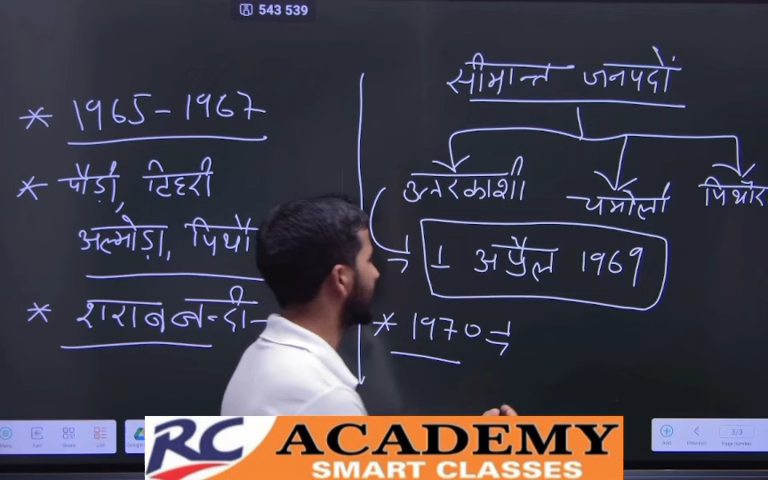 543 539
* 1965-1967
* पौड़ी, टिहरी
अल्मोड़ा, पिथौ
* शराबबन्दी-
सीमान्त जनपदों
उत्तरकाशी चमोली पिथौर
1 अप्रैल 1969
* 1970
RC ACADEMY
SMART CLASSES